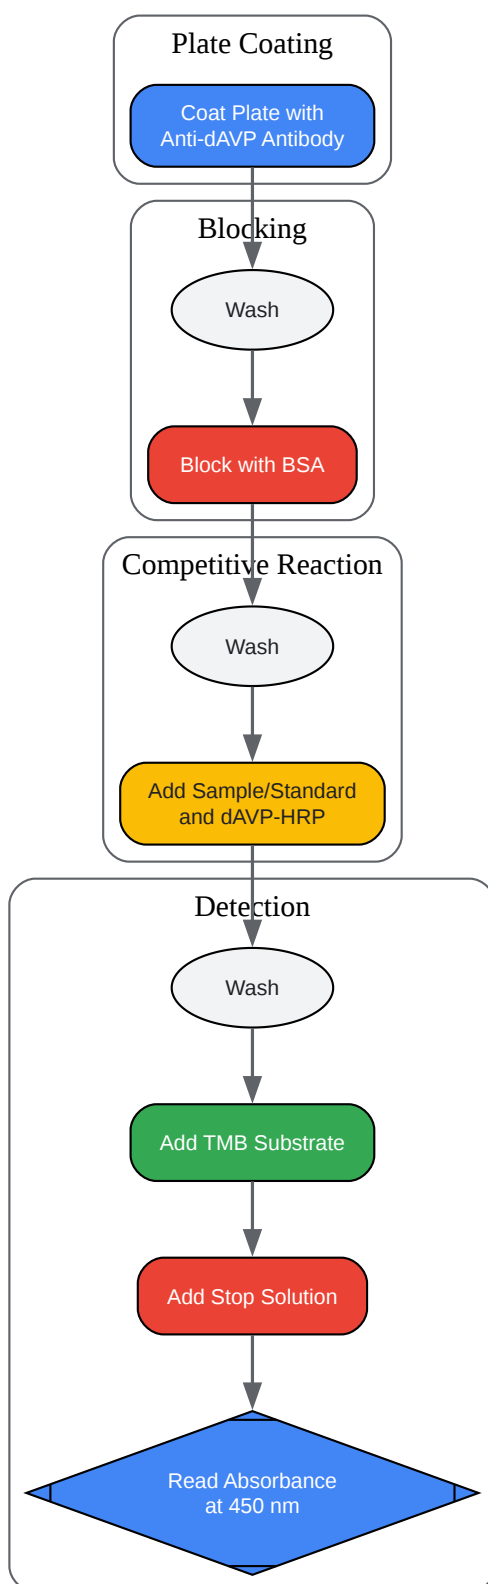 Plate Coating
Coat Plate with
Anti-dAVP Antibody
Blocking
Wash
Block with BSA
Competitive Reaction
Wash
Add Sample/Standard
and dAVP-HRP
Detection
Wash
Add TMB Substrate
Add Stop Solution
Read Absorbance
at 450 nm